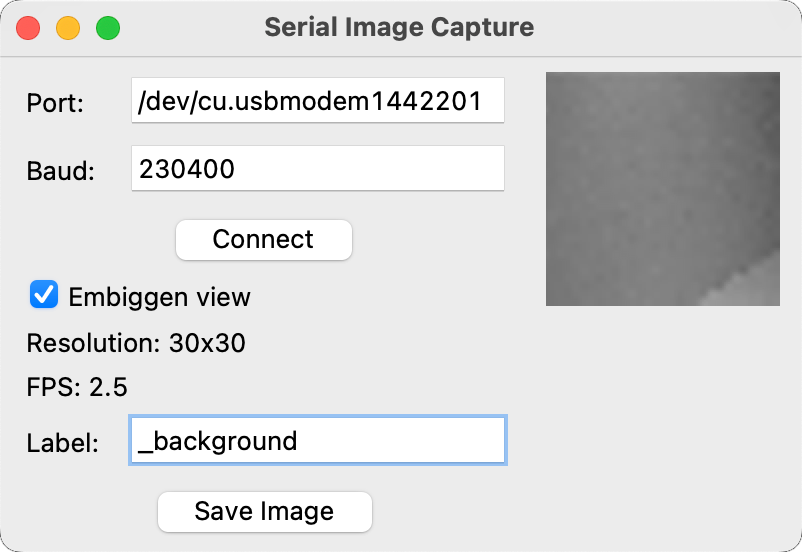 Serial Image Capture
Port: /dev/cu.usbmodem1442201
Baud: 230400
Connect
Embiggen view
Resolution: 30x30
FPS: 2.5
Label: _background
Save Image